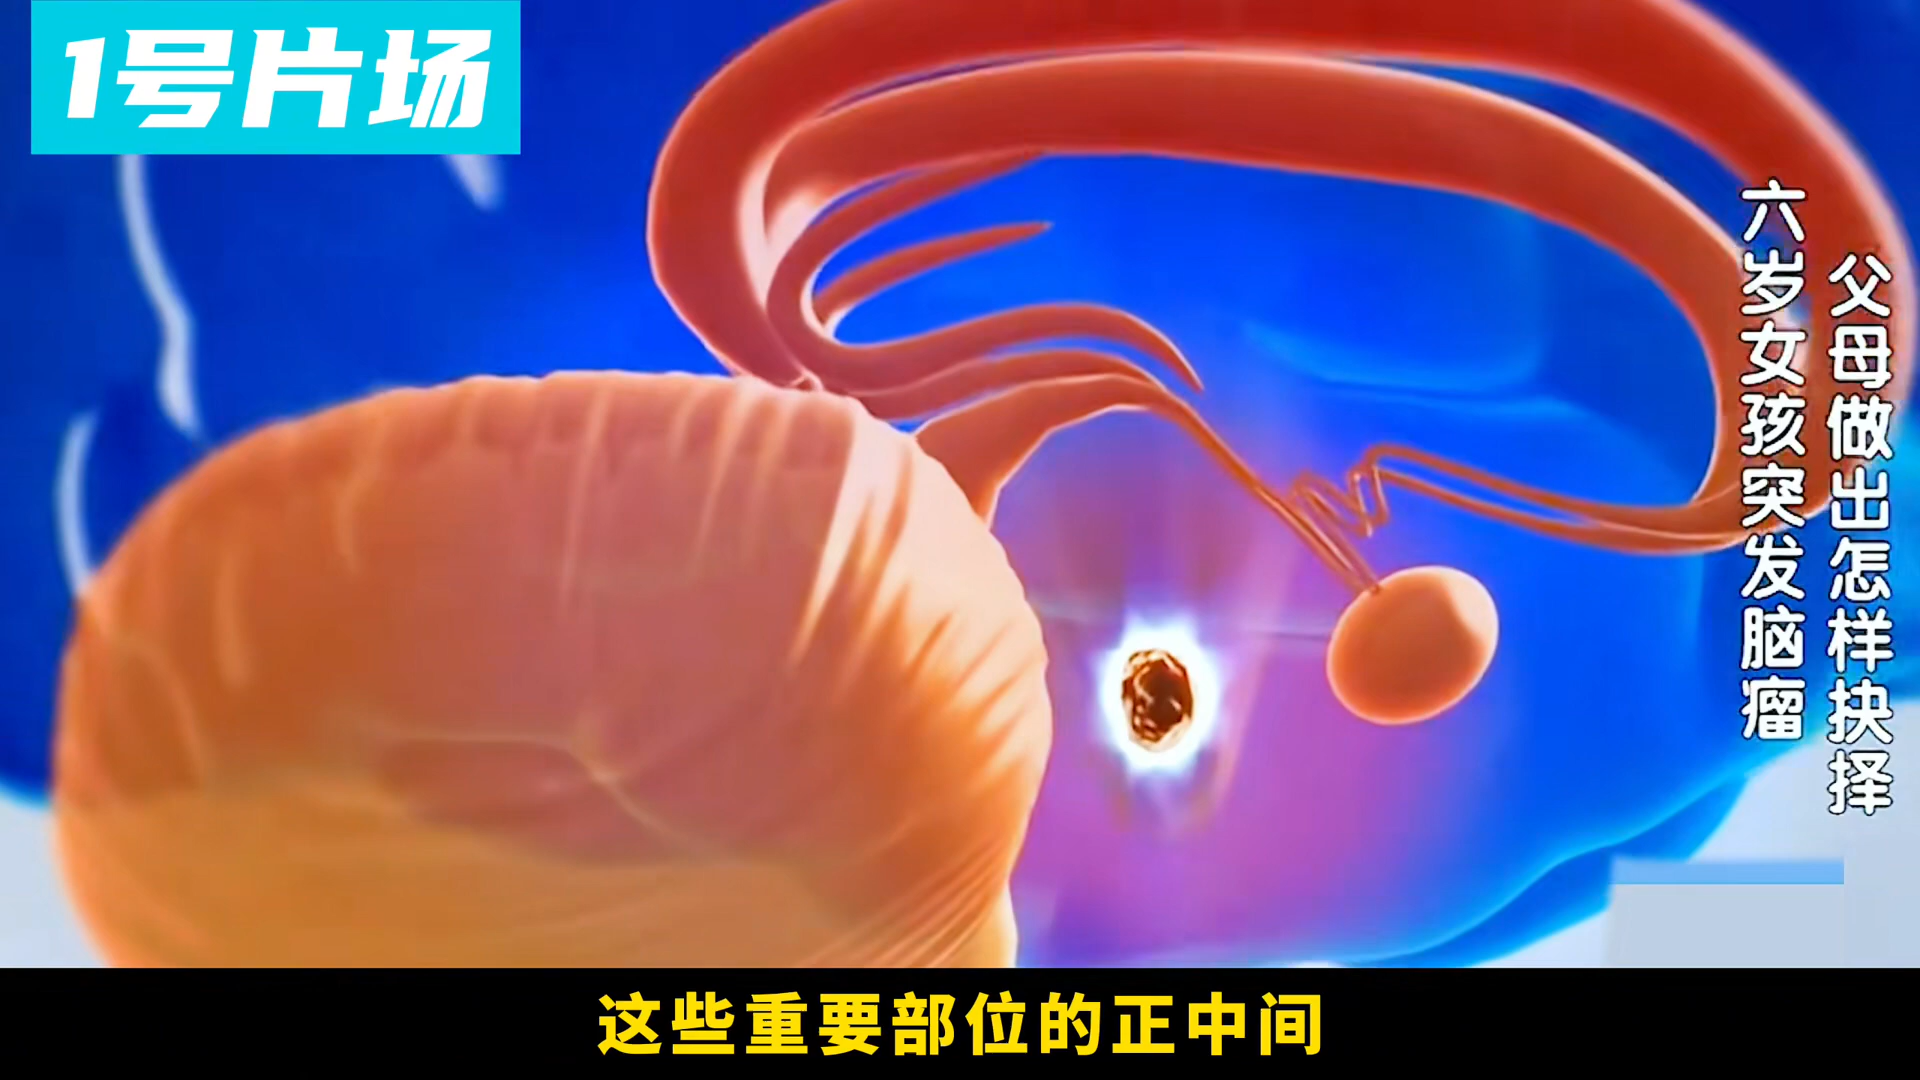 1号片场
六岁女孩突发脑瘤
父母做出怎样抉择
这些重要部位的正中间